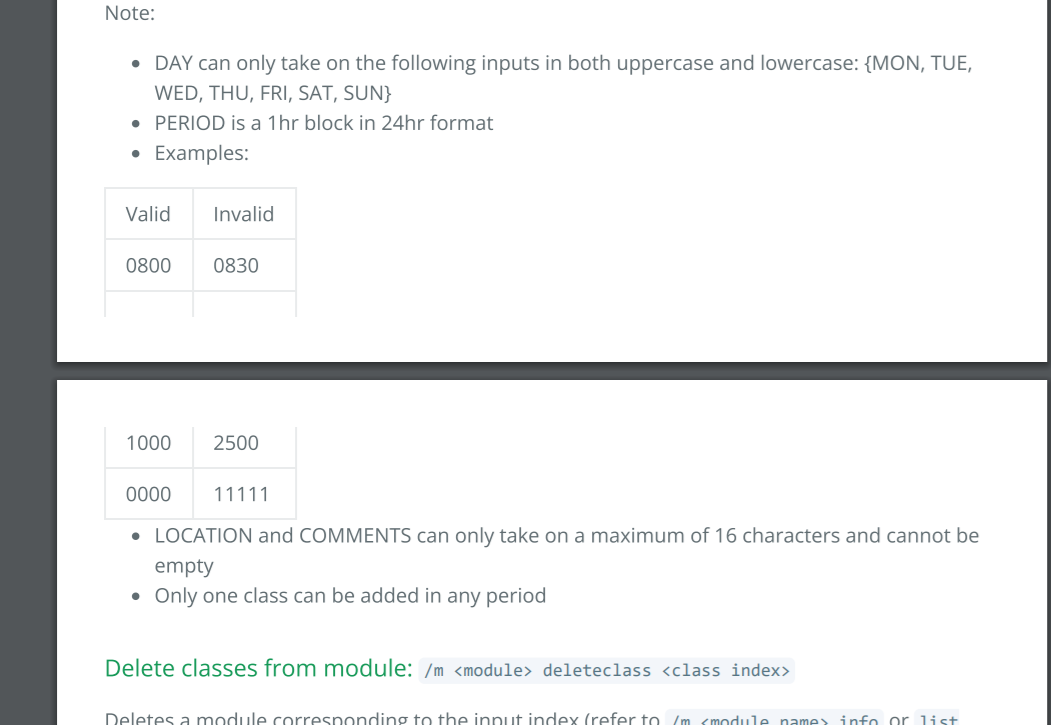 Note:
DAY can only take on the following inputs in both uppercase and lowercase: {MON, TUE,
WED, THU, FRI, SAT, SUN}
PERIOD is a 1hr block in 24hr format
Examples:
Valid Invalid
0800 0830
1000 2500
0000 11111
LOCATION and COMMENTS can only take on a maximum of 16 characters and cannot be
empty
Only one class can be added in any period
Delete classes from module: /m <module> deleteclass <class index>
Deletes a module corresponding to the input index (refer to /m <module name> info or list